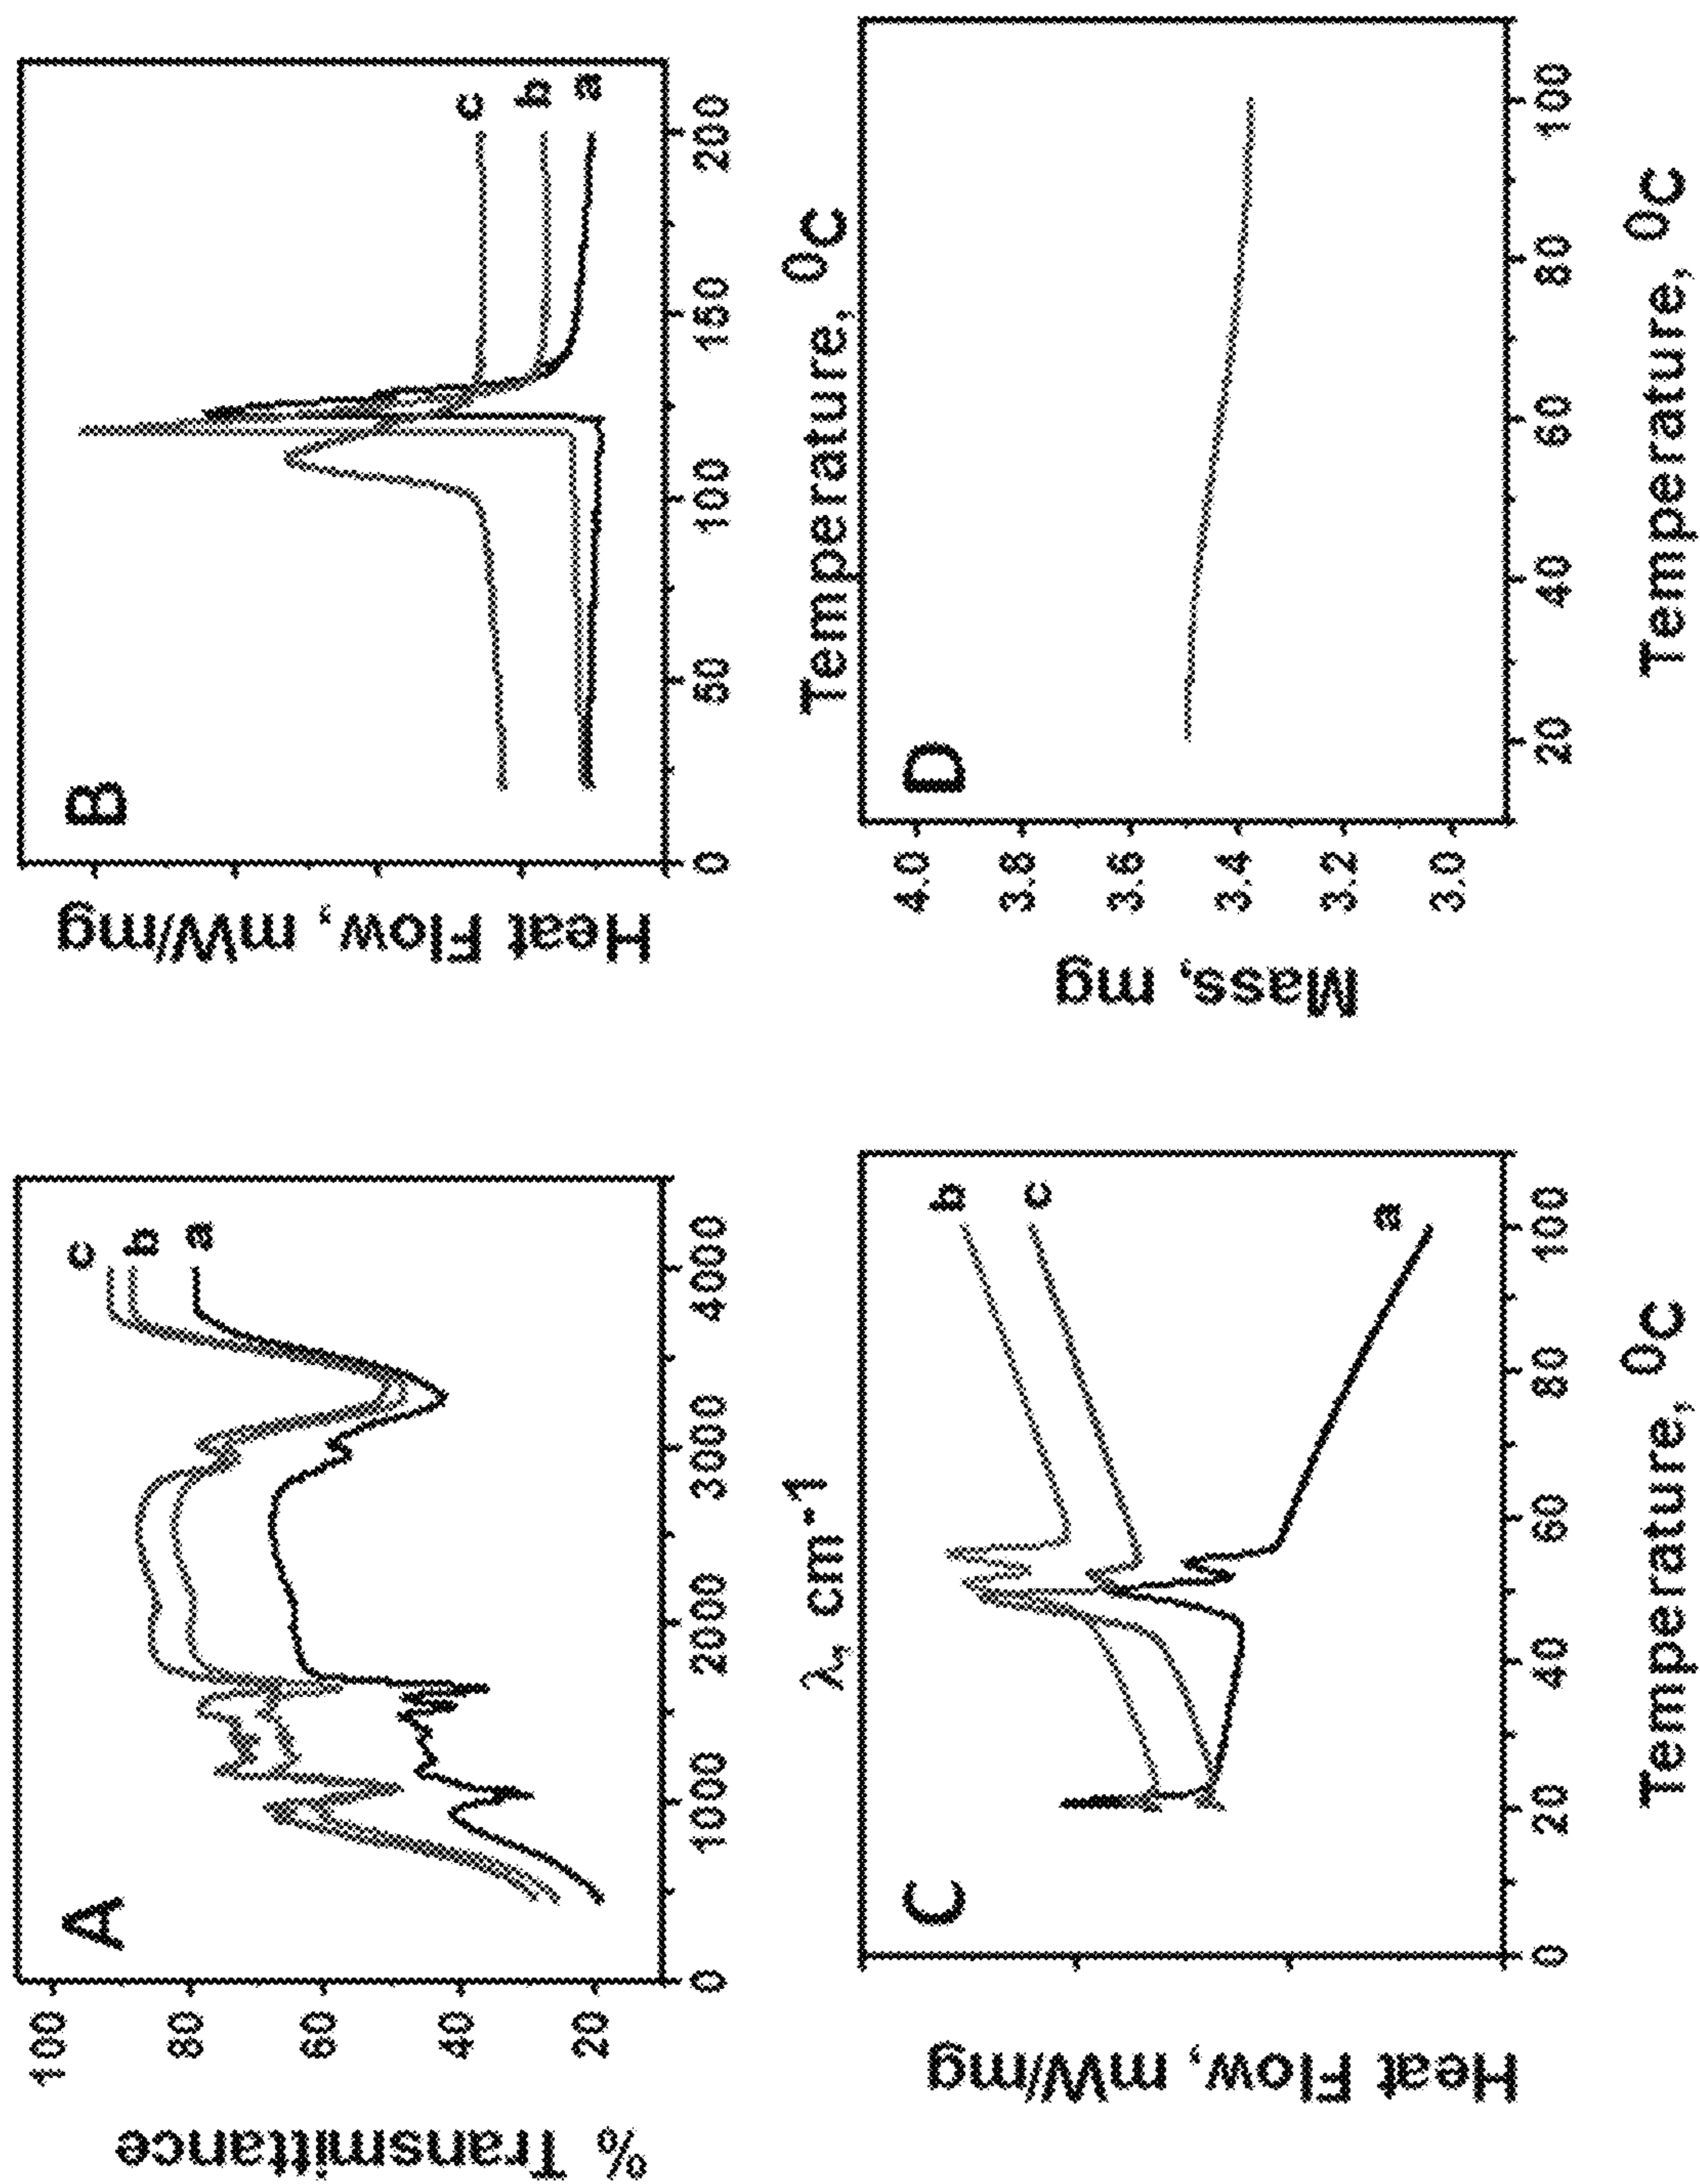 A
c
b
a
% Transmittance
100
80
60
40
20
0
1000
2000
3000
4000
λ, cm⁻¹
B
c
b
a
Heat Flow, mW/mg
0
50
100
150
200
Temperature, ⁰C
C
b
c
a
Heat Flow, mW/mg
0
20
40
60
80
100
Temperature, ⁰C
D
Mass, mg
4.0
3.8
3.6
3.4
3.2
3.0
20
40
60
80
100
Temperature, ⁰C